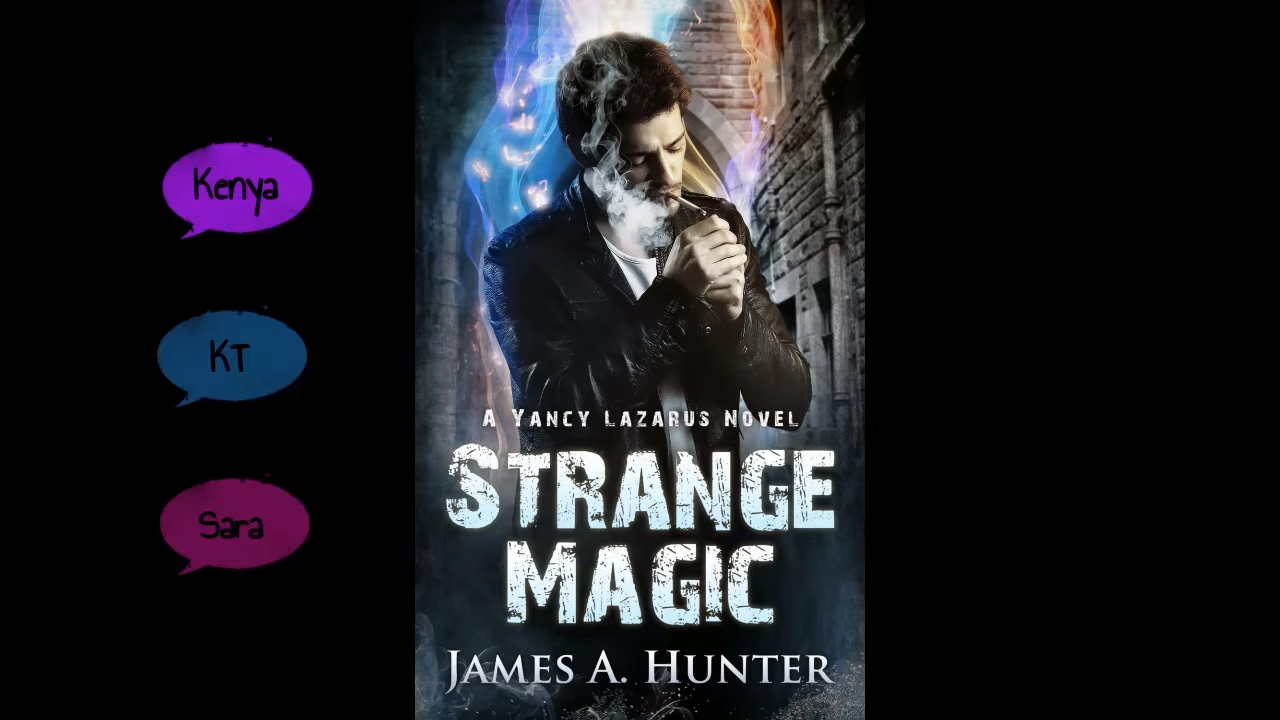 Kenya
KT
Sara
A Yancy Lazarus Novel
Strange
Magic
James A. Hunter